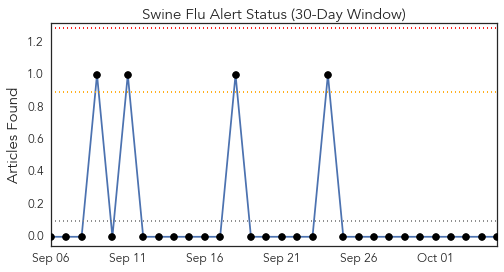 Swine Flu Alert Status (30-Day Window)
Articles Found
1.2
1.0
0.8
0.6
0.4
0.2
0.0
Sep 06 Sep 11 Sep 16 Sep 21 Sep 26 Oct 01